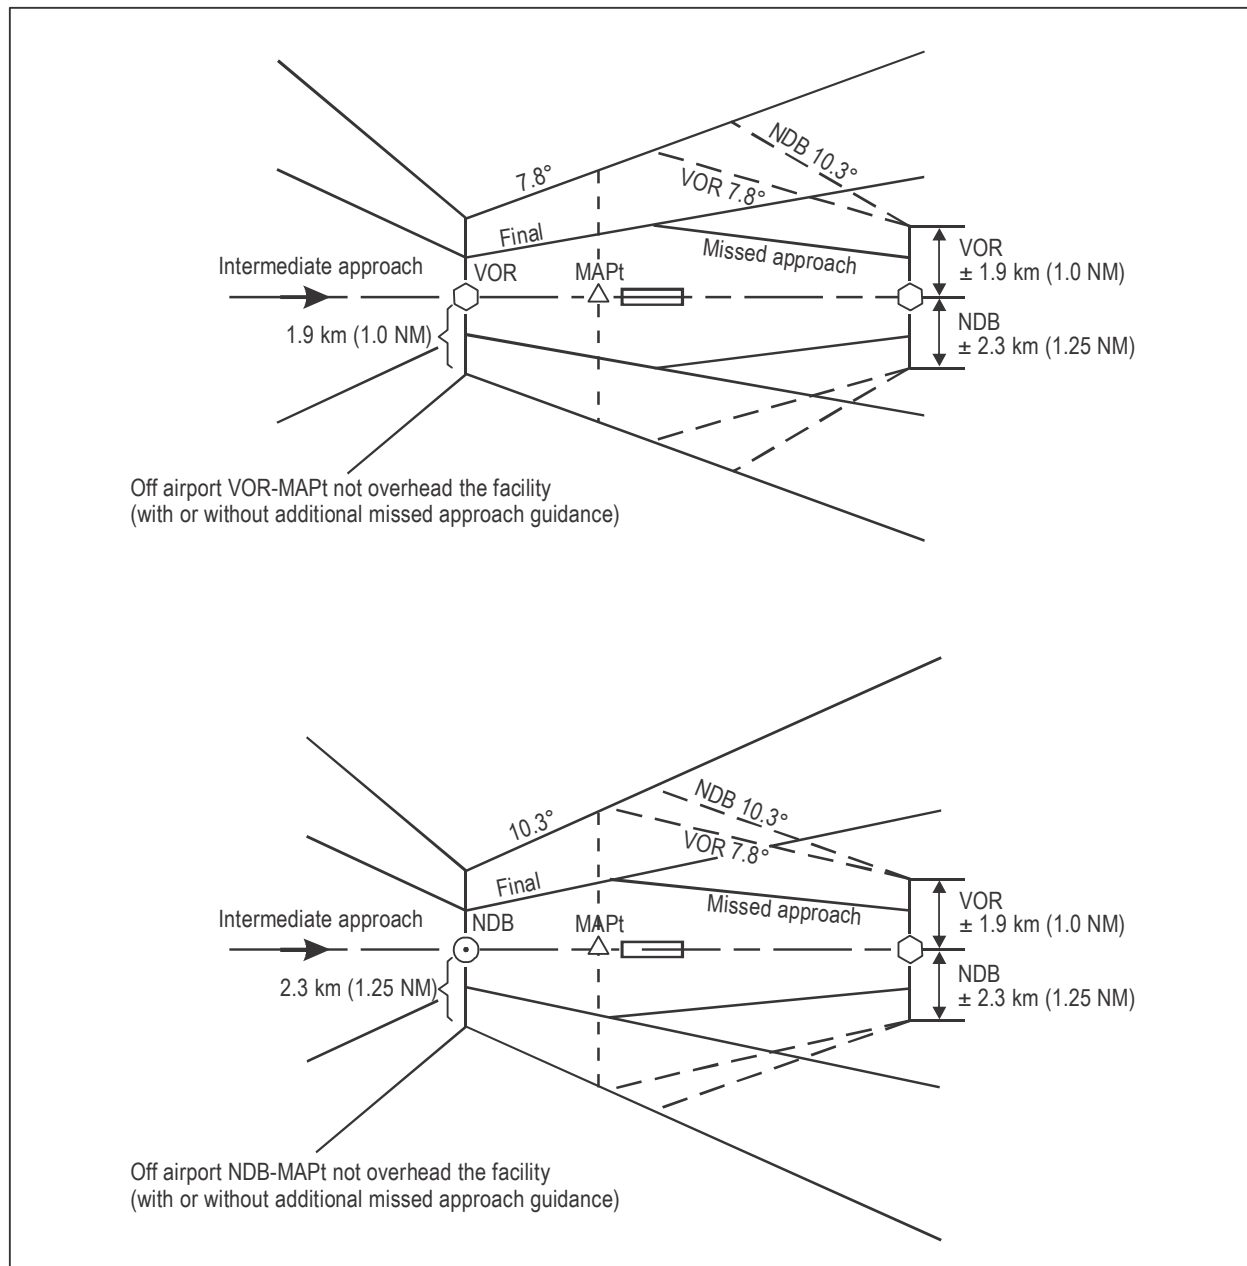 NDB 10.3°
7.8°
VOR 7.8°
Final
Missed approach
VOR
± 1.9 km (1.0 NM)
Intermediate approach
VOR
MAPt
NDB
± 2.3 km (1.25 NM)
1.9 km (1.0 NM)
Off airport VOR-MAPt not overhead the facility
(with or without additional missed approach guidance)
NDB 10.3°
10.3°
VOR 7.8°
Final
Missed approach
VOR
± 1.9 km (1.0 NM)
Intermediate approach
NDB
MAPt
NDB
± 2.3 km (1.25 NM)
2.3 km (1.25 NM)
Off airport NDB-MAPt not overhead the facility
(with or without additional missed approach guidance)